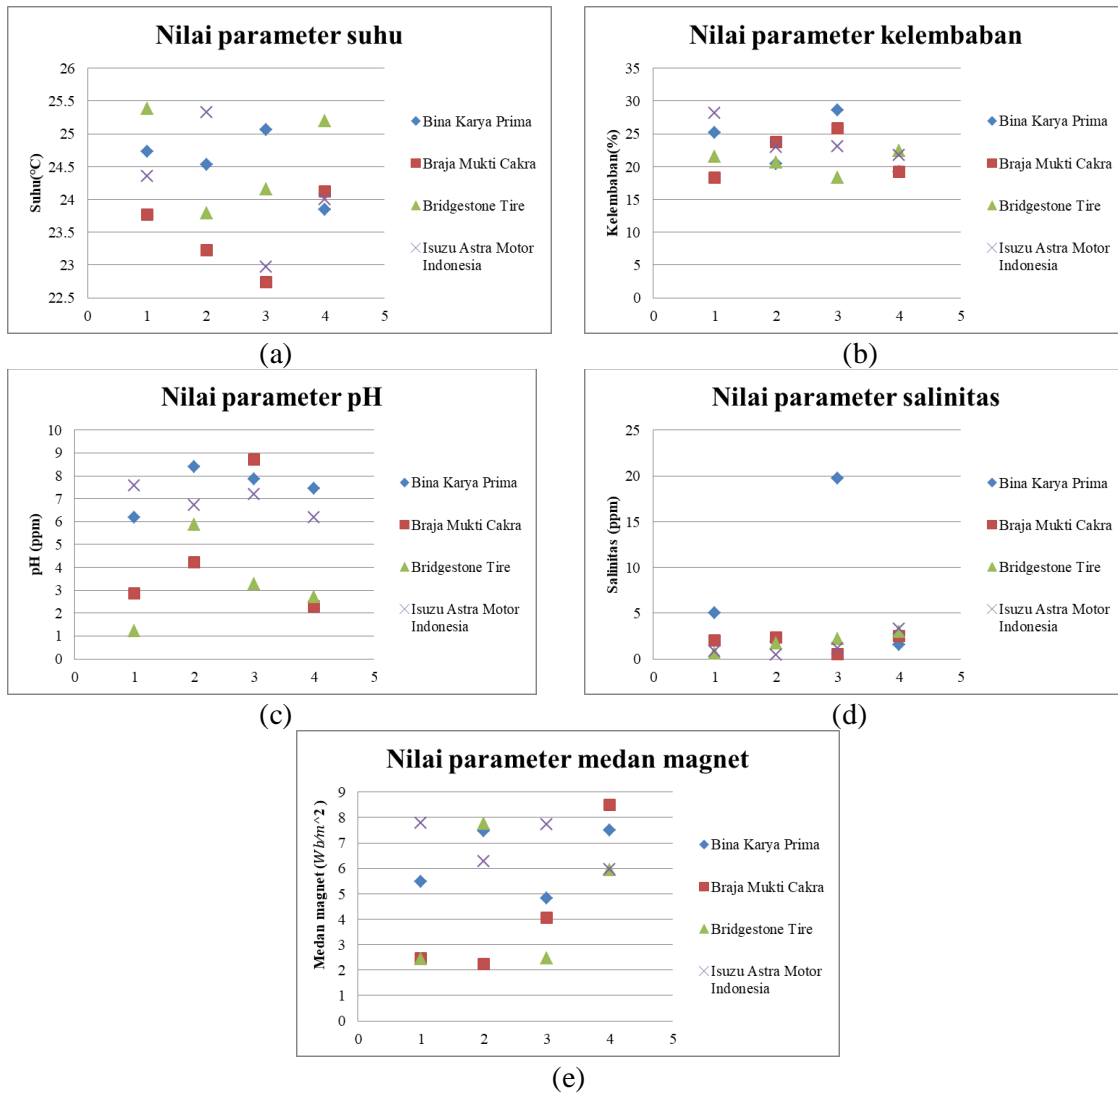 Nilai parameter suhu
26
25.5
25
24.5
24
23.5
23
22.5
Suhu(°C)
0 1 2 3 4 5
Bina Karya Prima
Braja Mukti Cakra
Bridgestone Tire
Isuzu Astra Motor
Indonesia
(a)
Nilai parameter kelembaban
35
30
25
20
15
10
5
0
Kelembaban(%)
0 1 2 3 4 5
Bina Karya Prima
Braja Mukti Cakra
Bridgestone Tire
Isuzu Astra Motor
Indonesia
(b)
Nilai parameter pH
10
9
8
7
6
5
4
3
2
1
0
pH (ppm)
0 1 2 3 4 5
Bina Karya Prima
Braja Mukti Cakra
Bridgestone Tire
Isuzu Astra Motor
Indonesia
(c)
Nilai parameter salinitas
25
20
15
10
5
0
Salinitas (ppm)
0 1 2 3 4 5
Bina Karya Prima
Braja Mukti Cakra
Bridgestone Tire
Isuzu Astra Motor
Indonesia
(d)
Nilai parameter medan magnet
9
8
7
6
5
4
3
2
1
0
Medan magnet (Wb/m^2 )
0 1 2 3 4 5
Bina Karya Prima
Braja Mukti Cakra
Bridgestone Tire
Isuzu Astra Motor
Indonesia
(e)